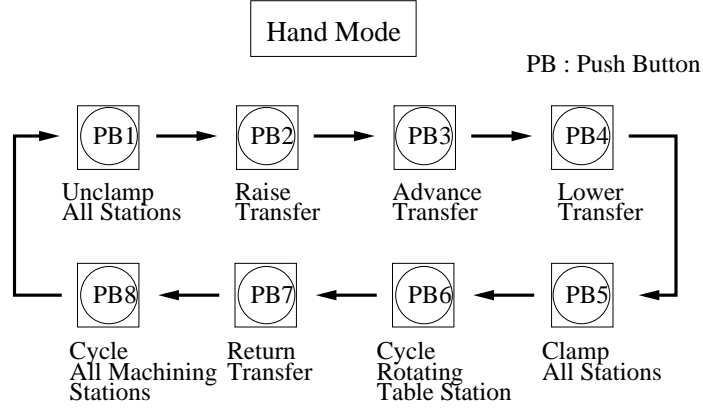 Hand Mode
PB : Push Button
PB1
PB2
PB3
PB4
Unclamp
All Stations
Raise
Transfer
Advance
Transfer
Lower
Transfer
PB8
PB7
PB6
PB5
Cycle
All Machining
Stations
Return
Transfer
Cycle
Rotating
Table Station
Clamp
All Stations